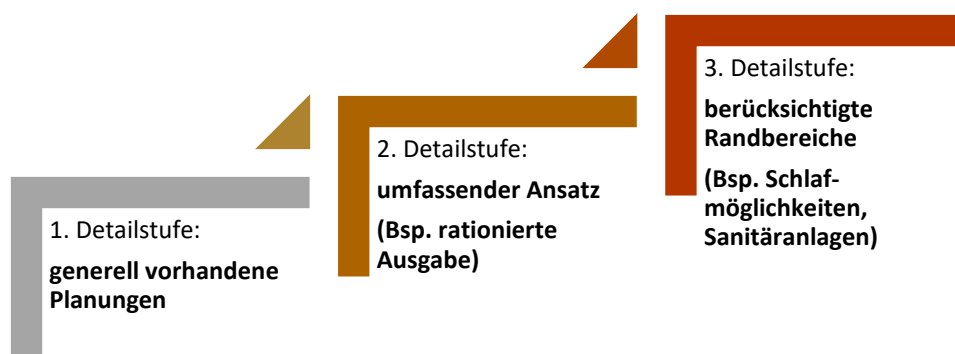 1. Detailstufe:
generell vorhandene
Planungen
2. Detailstufe:
umfassender Ansatz
(Bsp. rationierte
Ausgabe)
3. Detailstufe:
berücksichtigte
Randbereiche
(Bsp. Schlaf-
möglichkeiten,
Sanitäranlagen)